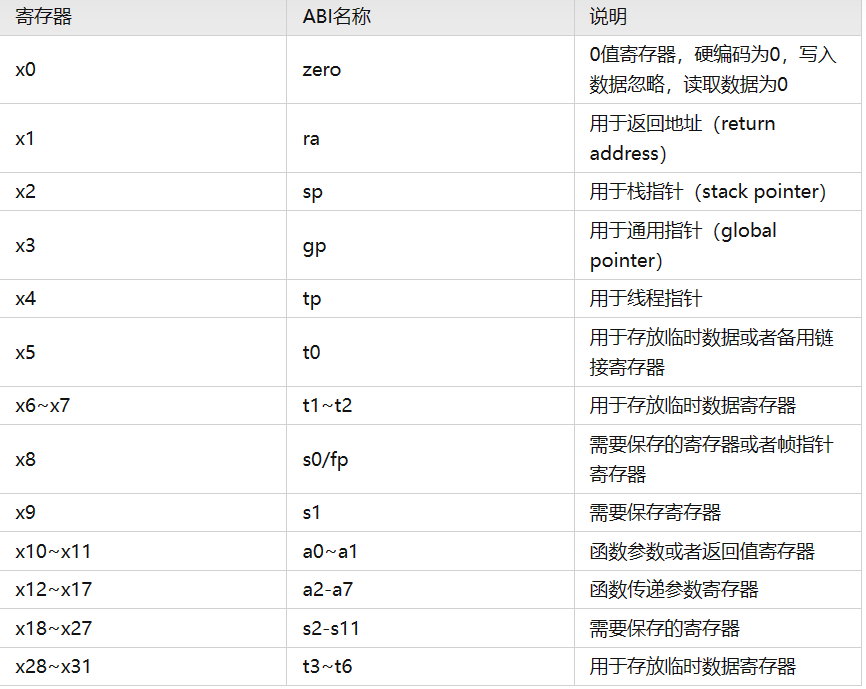 寄存器 ABI名称 说明
x0 zero 0值寄存器，硬编码为0，写入
数据忽略，读取数据为0
x1 ra 用于返回地址（return
address）
x2 sp 用于栈指针（stack pointer）
x3 gp 用于通用指针（global
pointer）
x4 tp 用于线程指针
x5 t0 用于存放临时数据或者备用链
接寄存器
x6~x7 t1~t2 用于存放临时数据寄存器
x8 s0/fp 需要保存的寄存器或者帧指针
寄存器
x9 s1 需要保存寄存器
x10~x11 a0~a1 函数参数或者返回值寄存器
x12~x17 a2-a7 函数传递参数寄存器
x18~x27 s2-s11 需要保存的寄存器
x28~x31 t3~t6 用于存放临时数据寄存器